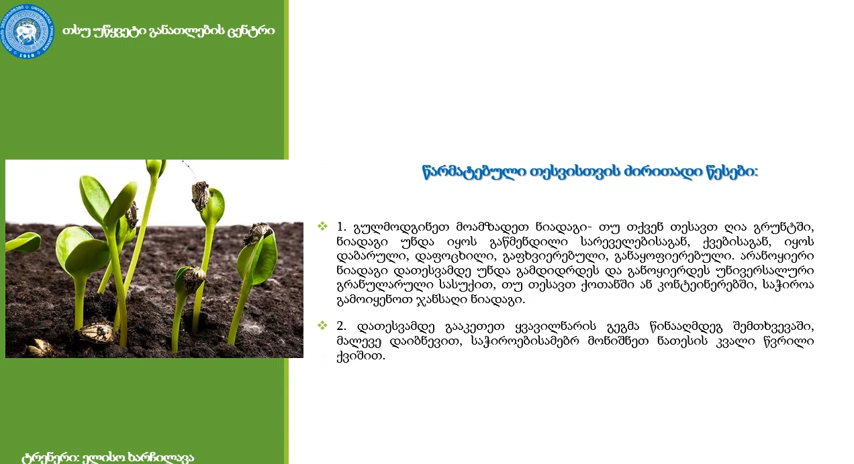 თსუ უწყვეტი განათლების ცენტრი
წარმატებული თესვისთვის ძირითადი წესები:
1. გულმოდგინეთ მოამზადეთ ნიადაგი- თუ თქვენ თესავთ ღია გრუნტში,
ნიადაგი უნდა იყოს გაწმენდილი სარეველებისაგან, ქვებისაგან, იყოს
დაბარული, დაფოცხილი, გაფხვიერებული, განაყოფიერებული. არანოყიერი
ნიადაგი დათესვამდე უნდა გამდიდრდეს და განოყიერდეს უნივერსალური
გრანულარული სასუქით, თუ თესავთ ქოთანში ან კონტეინერებში, საჭიროა
გამოიყენოთ ჯანსაღი ნიადაგი.
2. დათესვამდე გააკეთეთ ყვავილნარის გეგმა წინააღმდეგ შემთხვევაში,
მალევე დაიბნევით, საჭიროებისამებრ მონიშნეთ ნათესის კვალი წვრილი
ქვიშით.
ტრენერი: ელისო ხარჩილავა